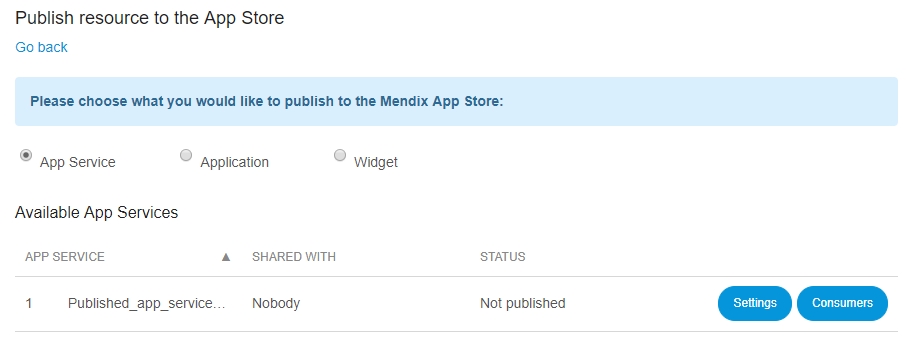 Publish resource to the App Store
Go back
Please choose what you would like to publish to the Mendix App Store:
App Service Application Widget
Available App Services
APP SERVICE ▲ SHARED WITH STATUS
1 Published_app_service... Nobody Not published Settings Consumers